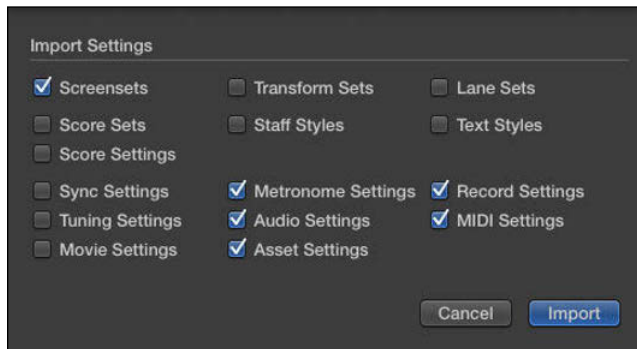 Import Settings
Screensets Transform Sets Lane Sets
Score Sets Staff Styles Text Styles
Score Settings
Sync Settings Metronome Settings Record Settings
Tuning Settings Audio Settings MIDI Settings
Movie Settings Asset Settings
Cancel Import